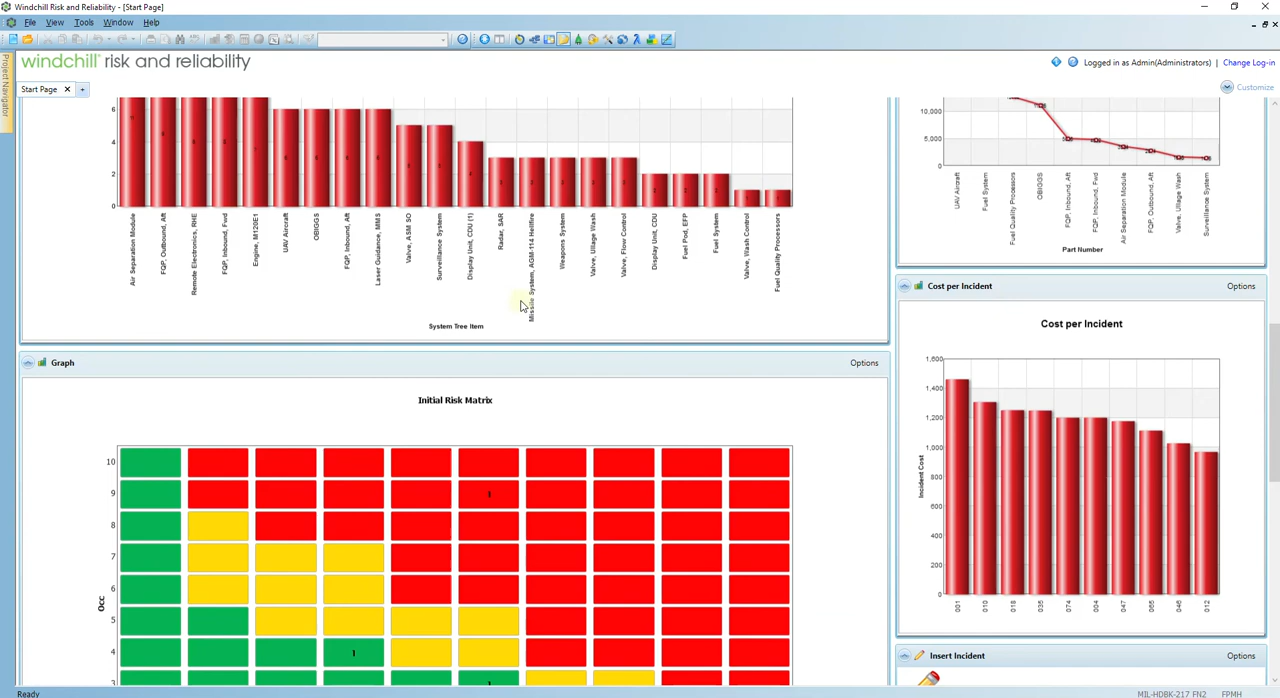 Windchill Risk and Reliability - [Start Page]
File View Tools Window Help
Project Navigator
windchill risk and reliability
Logged in as Admin(Administrators) | Change Log-in
Start Page
Customize
6
4
2
0
Air Separation Module
FQP, Outbound, Aft
Remote Electronics, RHE
FQP, Inbound, Fwd
Engine, M120E1
UAV Aircraft
OBIGGS
FQP, Inbound, Aft
Laser Guidance, MMS
Valve, ASM SO
Surveillance System
Display Unit, CDU (1)
Radar, SAR
Missile System, AGM-114 Hellfire
Weapons System
Valve, Ullage Wash
Valve, Flow Control
Display Unit, CDU
Fuel Pod, EFP
Fuel System
Valve, Wash Control
Fuel Quality Processors
System Tree Item
10,000
5,000
0
UAV Aircraft
Fuel System
Fuel Quality Processors
OBIGGS
FQP, Inbound, Aft
FQP, Inbound, Fwd
Air Separation Module
FQP, Outbound, Aft
Valve, Ullage Wash
Surveillance System
Part Number
Graph
Options
Initial Risk Matrix
Occ
10
9
1
8
7
6
5
4
1
3
1
Cost per Incident
Options
Cost per Incident
Incident Cost
1,600
1,400
1,200
1,000
800
600
400
200
0
001
010
018
035
074
004
047
065
046
012
Insert Incident
Options
Ready
MIL-HDBK-217 FN2
FPMH